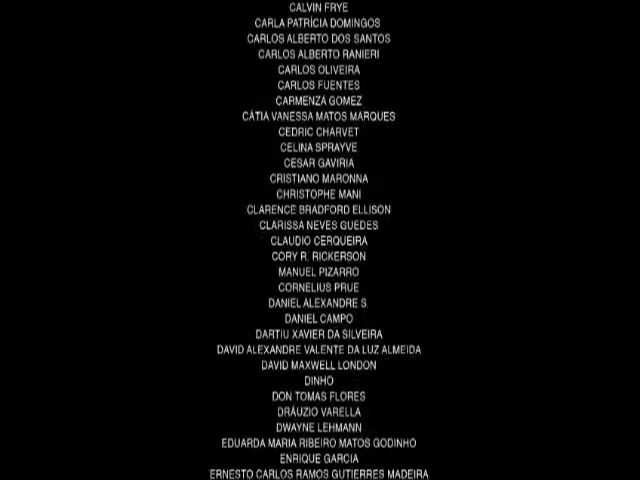 CALVIN FRYE
CARLA PATRÍCIA DOMINGOS
CARLOS ALBERTO DOS SANTOS
CARLOS ALBERTO RANIERI
CARLOS OLIVEIRA
CARLOS FUENTES
CARMENZA GOMEZ
CÁTIA VANESSA MATOS MARQUES
CEDRIC CHARVET
CELINA SPRAYVE
CESAR GAVIRIA
CRISTIANO MARONNA
CHRISTOPHE MANI
CLARENCE BRADFORD ELLISON
CLARISSA NEVES GUEDES
CLAUDIO CERQUEIRA
CORY R. RICKERSON
MANUEL PIZARRO
CORNELIUS PRUE
DANIEL ALEXANDRE S.
DANIEL CAMPO
DARTIU XAVIER DA SILVEIRA
DAVID ALEXANDRE VALENTE DA LUZ ALMEIDA
DAVID MAXWELL LONDON
DINHO
DON TOMAS FLORES
DRÁUZIO VARELLA
DWAYNE LEHMANN
EDUARDA MARIA RIBEIRO MATOS GODINHO
ENRIQUE GARCIA
ERNESTO CARLOS RAMOS GUTIERRES MADEIRA